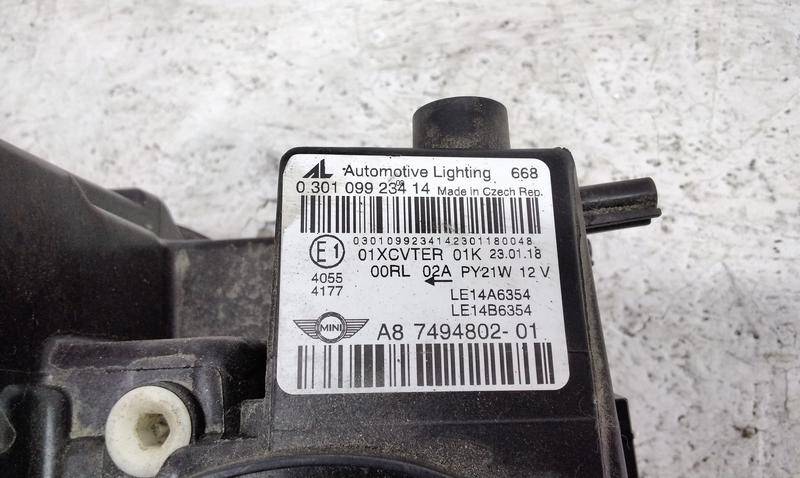 AL Automotive Lighting 668
0 301 099 234 14 Made in Czech Rep.
0301099234142301180048
E1 01XCVTER 01K 23.01.18
4055 00RL 02A PY21W 12 V
4177
LE14A6354
LE14B6354
MINI A8 7494802-01